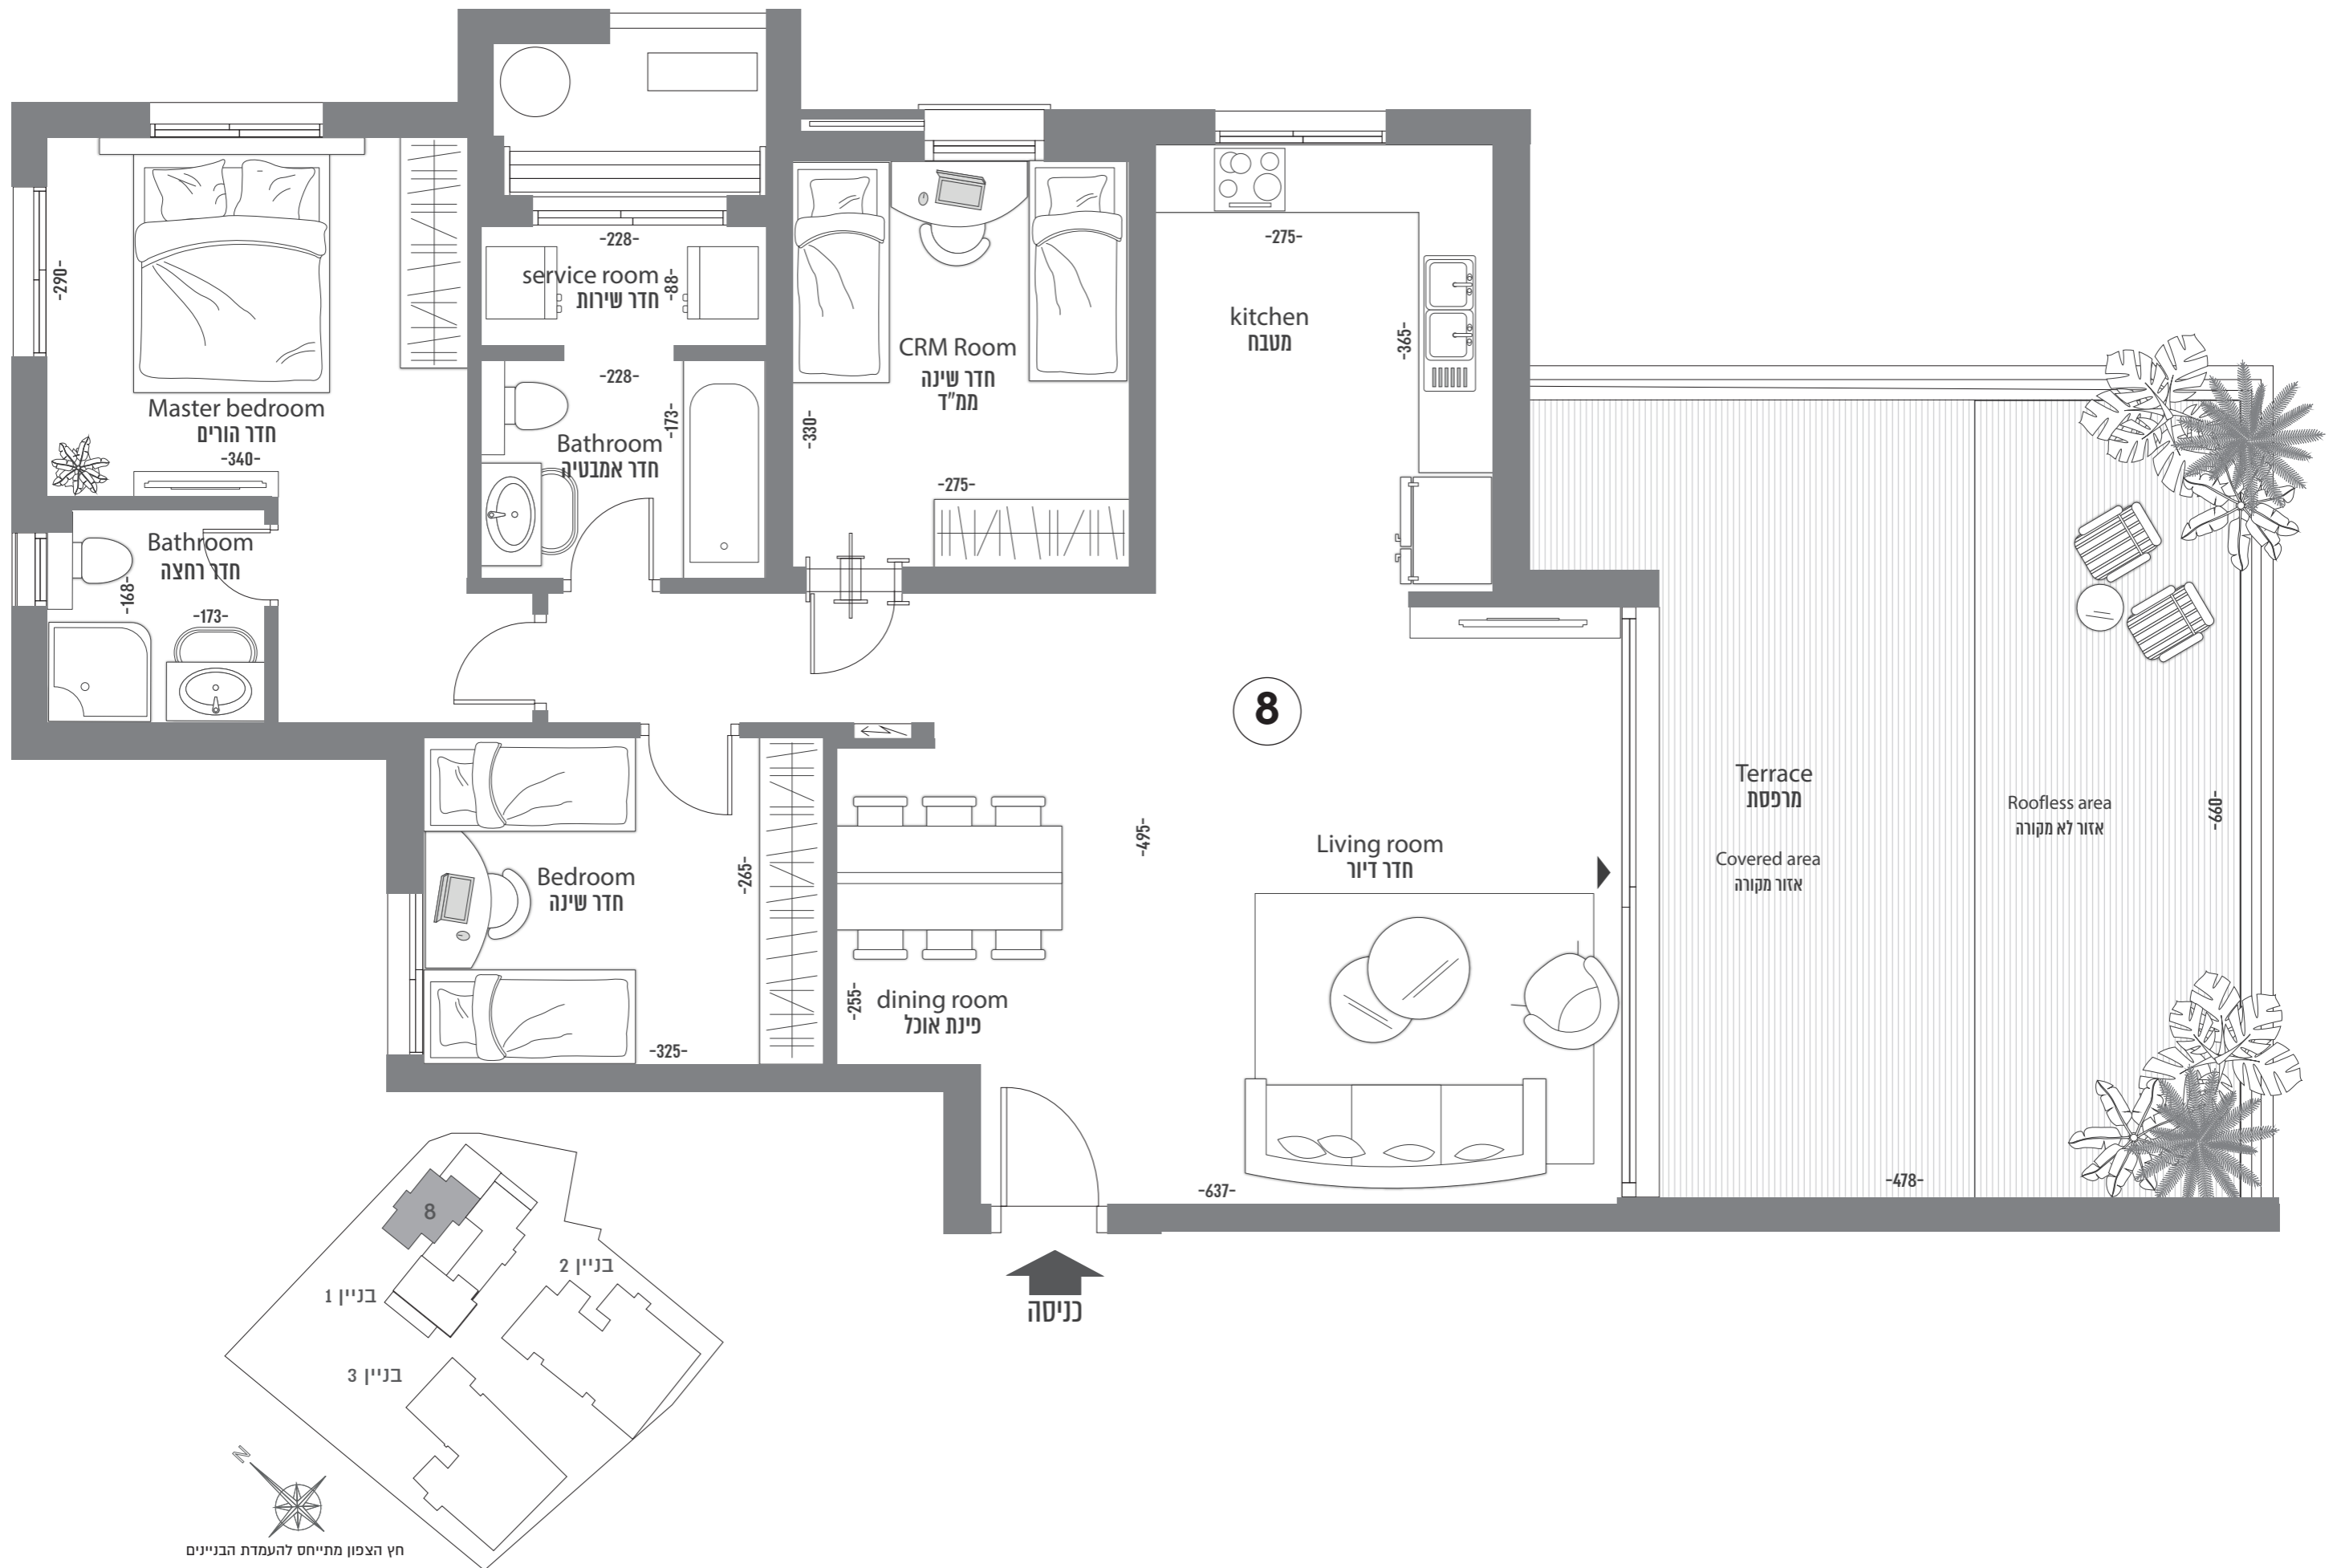 -228-
service room
חדר שירות
-88-
-275-
-290-
kitchen
מטבח
-365-
CRM Room
חדר שינה
ממ"ד
-330-
-275-
-228-
Bathroom
חדר אמבטיה
-173-
Master bedroom
חדר הורים
-340-
Bathroom
חדר רחצה
-168-
-173-
8
Terrace
מרפסת
Covered area
אזור מקורה
Roofless area
אזור לא מקורה
-660-
-478-
Living room
חדר דיור
-495-
-637-
Bedroom
חדר שינה
-265-
-325-
dining room
פינת אוכל
-255-
כניסה
8
בניין 1
בניין 2
בניין 3
N
חץ הצפון מתייחס להעמדת הבניינים